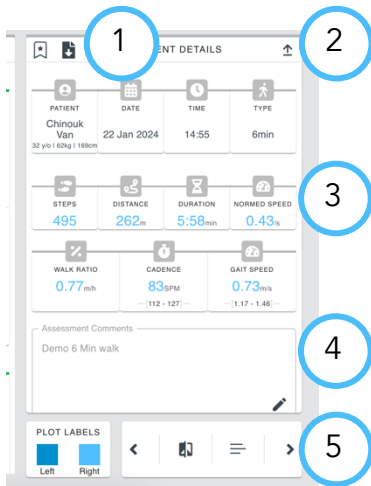 1
ENT DETAILS
2
PATIENT DATE TIME TYPE
Chinouk
Van
32 y/o | 62kg | 169cm
22 Jan 2024 14:55 6min
STEPS DISTANCE DURATION NORMED SPEED
495 262m 5:58min 0.43/s
3
WALK RATIO CADENCE GAIT SPEED
0.77m/h 83SPM 0.73m/s
[112 - 127] [1.17 - 1.46]
Assessment Comments
Demo 6 Min walk
4
PLOT LABELS
Left Right
5